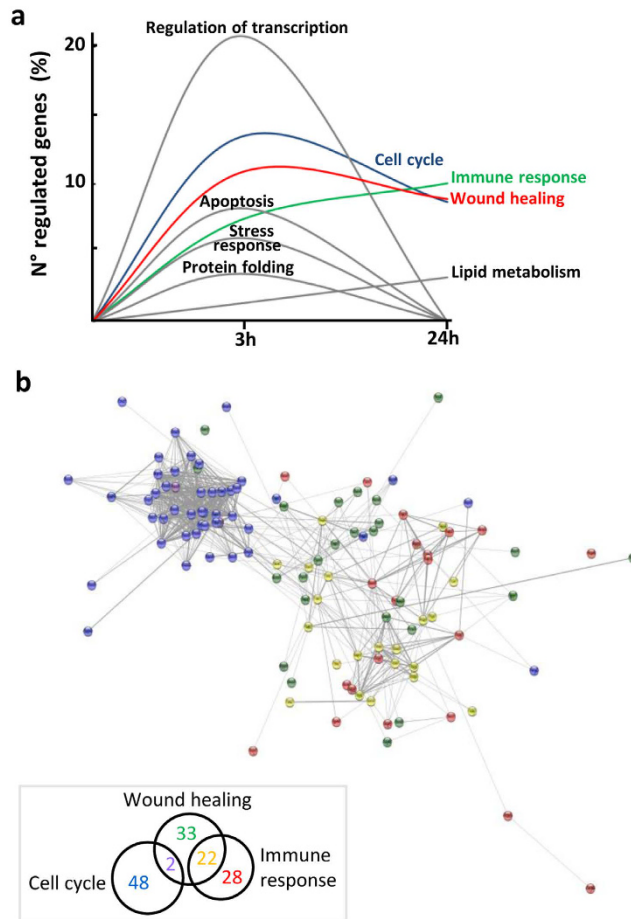 a
20
Regulation of transcription
N° regulated genes (%)
Cell cycle
10
Immune response
Wound healing
Apoptosis
Stress
response
Protein folding
Lipid metabolism
3h
24h
b
Wound healing
33
2
22
Immune
response
Cell cycle
48
28